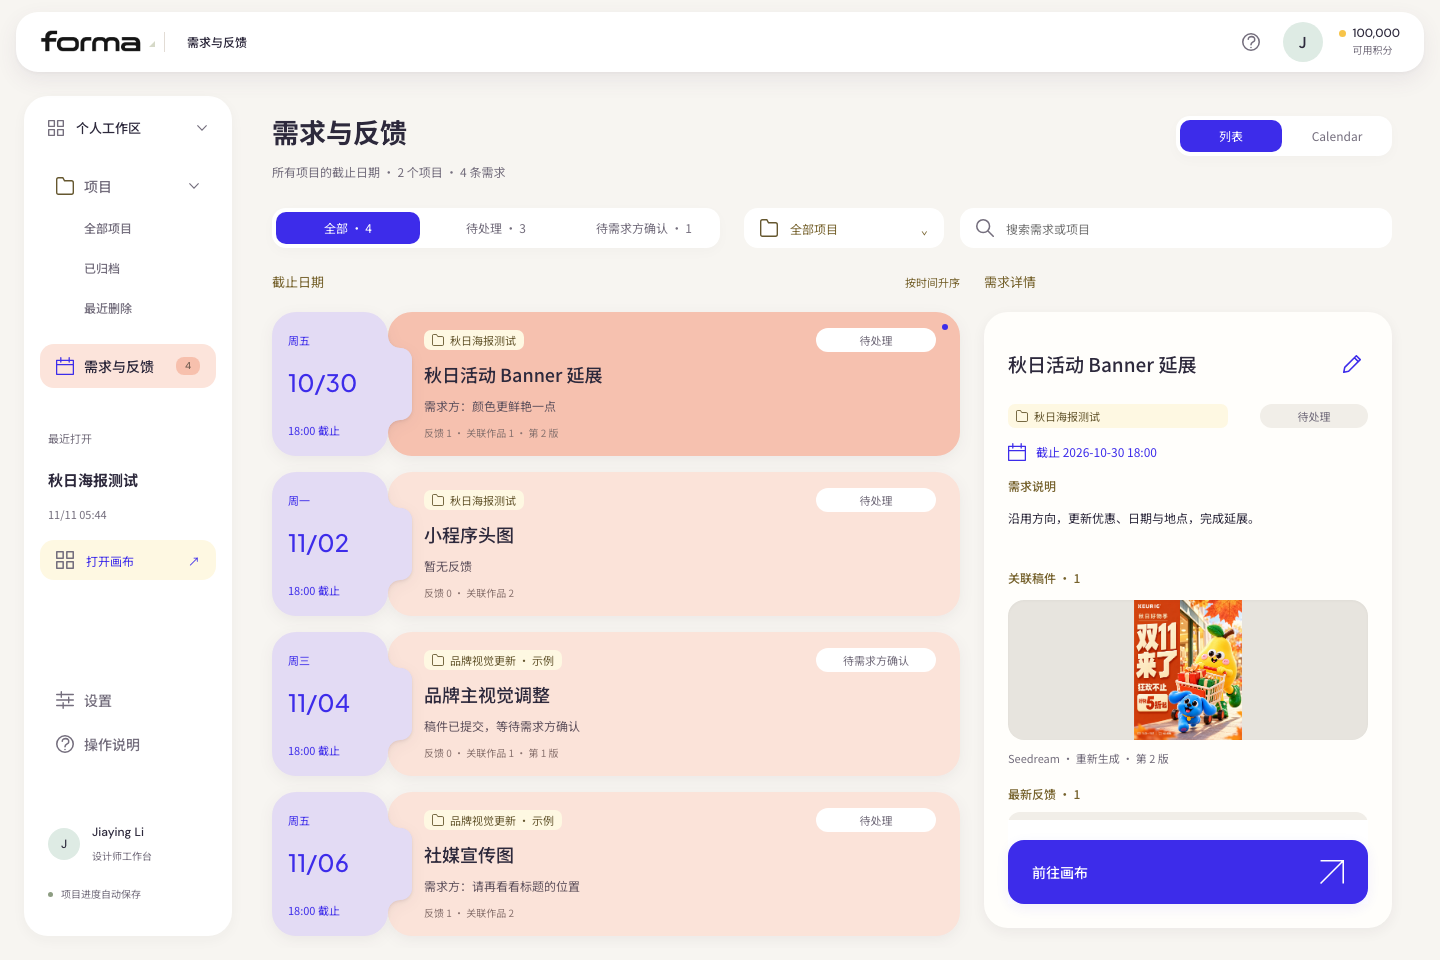 forma
需求与反馈
J
100,000
可用积分
个人工作区
项目
全部项目
已归档
最近删除
需求与反馈
4
最近打开
秋日海报测试
11/11 05:44
打开画布
设置
操作说明
J
Jiaying Li
设计师工作台
项目进度自动保存
需求与反馈
所有项目的截止日期 · 2 个项目 · 4 条需求
列表
Calendar
全部 · 4
待处理 · 3
待需求方确认 · 1
全部项目
搜索需求或项目
截止日期
按时间升序
周五
10/30
18:00 截止
秋日海报测试
待处理
秋日活动 Banner 延展
需求方：颜色更鲜艳一点
反馈 1 · 关联作品 1 · 第 2 版
周一
11/02
18:00 截止
秋日海报测试
待处理
小程序头图
暂无反馈
反馈 0 · 关联作品 2
周三
11/04
18:00 截止
品牌视觉更新 · 示例
待需求方确认
品牌主视觉调整
稿件已提交，等待需求方确认
反馈 0 · 关联作品 1 · 第 1 版
周五
11/06
18:00 截止
品牌视觉更新 · 示例
待处理
社媒宣传图
需求方：请再看看标题的位置
反馈 1 · 关联作品 2
需求详情
秋日活动 Banner 延展
秋日海报测试
待处理
截止 2026-10-30 18:00
需求说明
沿用方向，更新优惠、日期与地点，完成延展。
关联稿件 · 1
双11
来了
狂欢不止
5折起
Seedream · 重新生成 · 第 2 版
最新反馈 · 1
前往画布